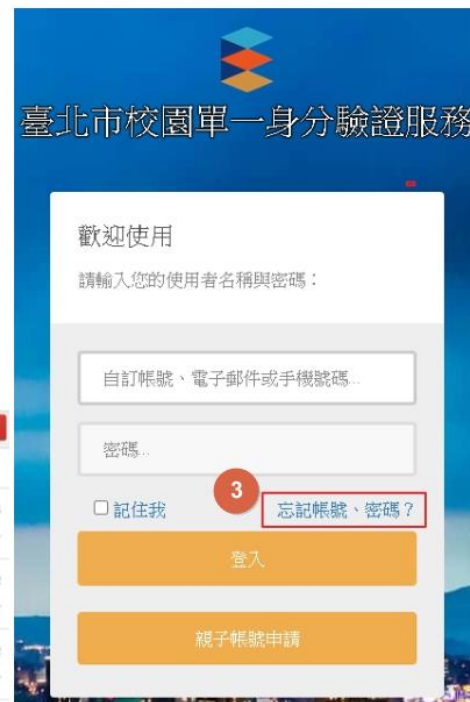 臺北市校園單一身分驗證服務
歡迎使用
請輸入您的使用者名稱與密碼：
自訂帳號、電子郵件或手機號碼...
密碼...
記住我
3
忘記帳號、密碼？
登入
親子帳號申請